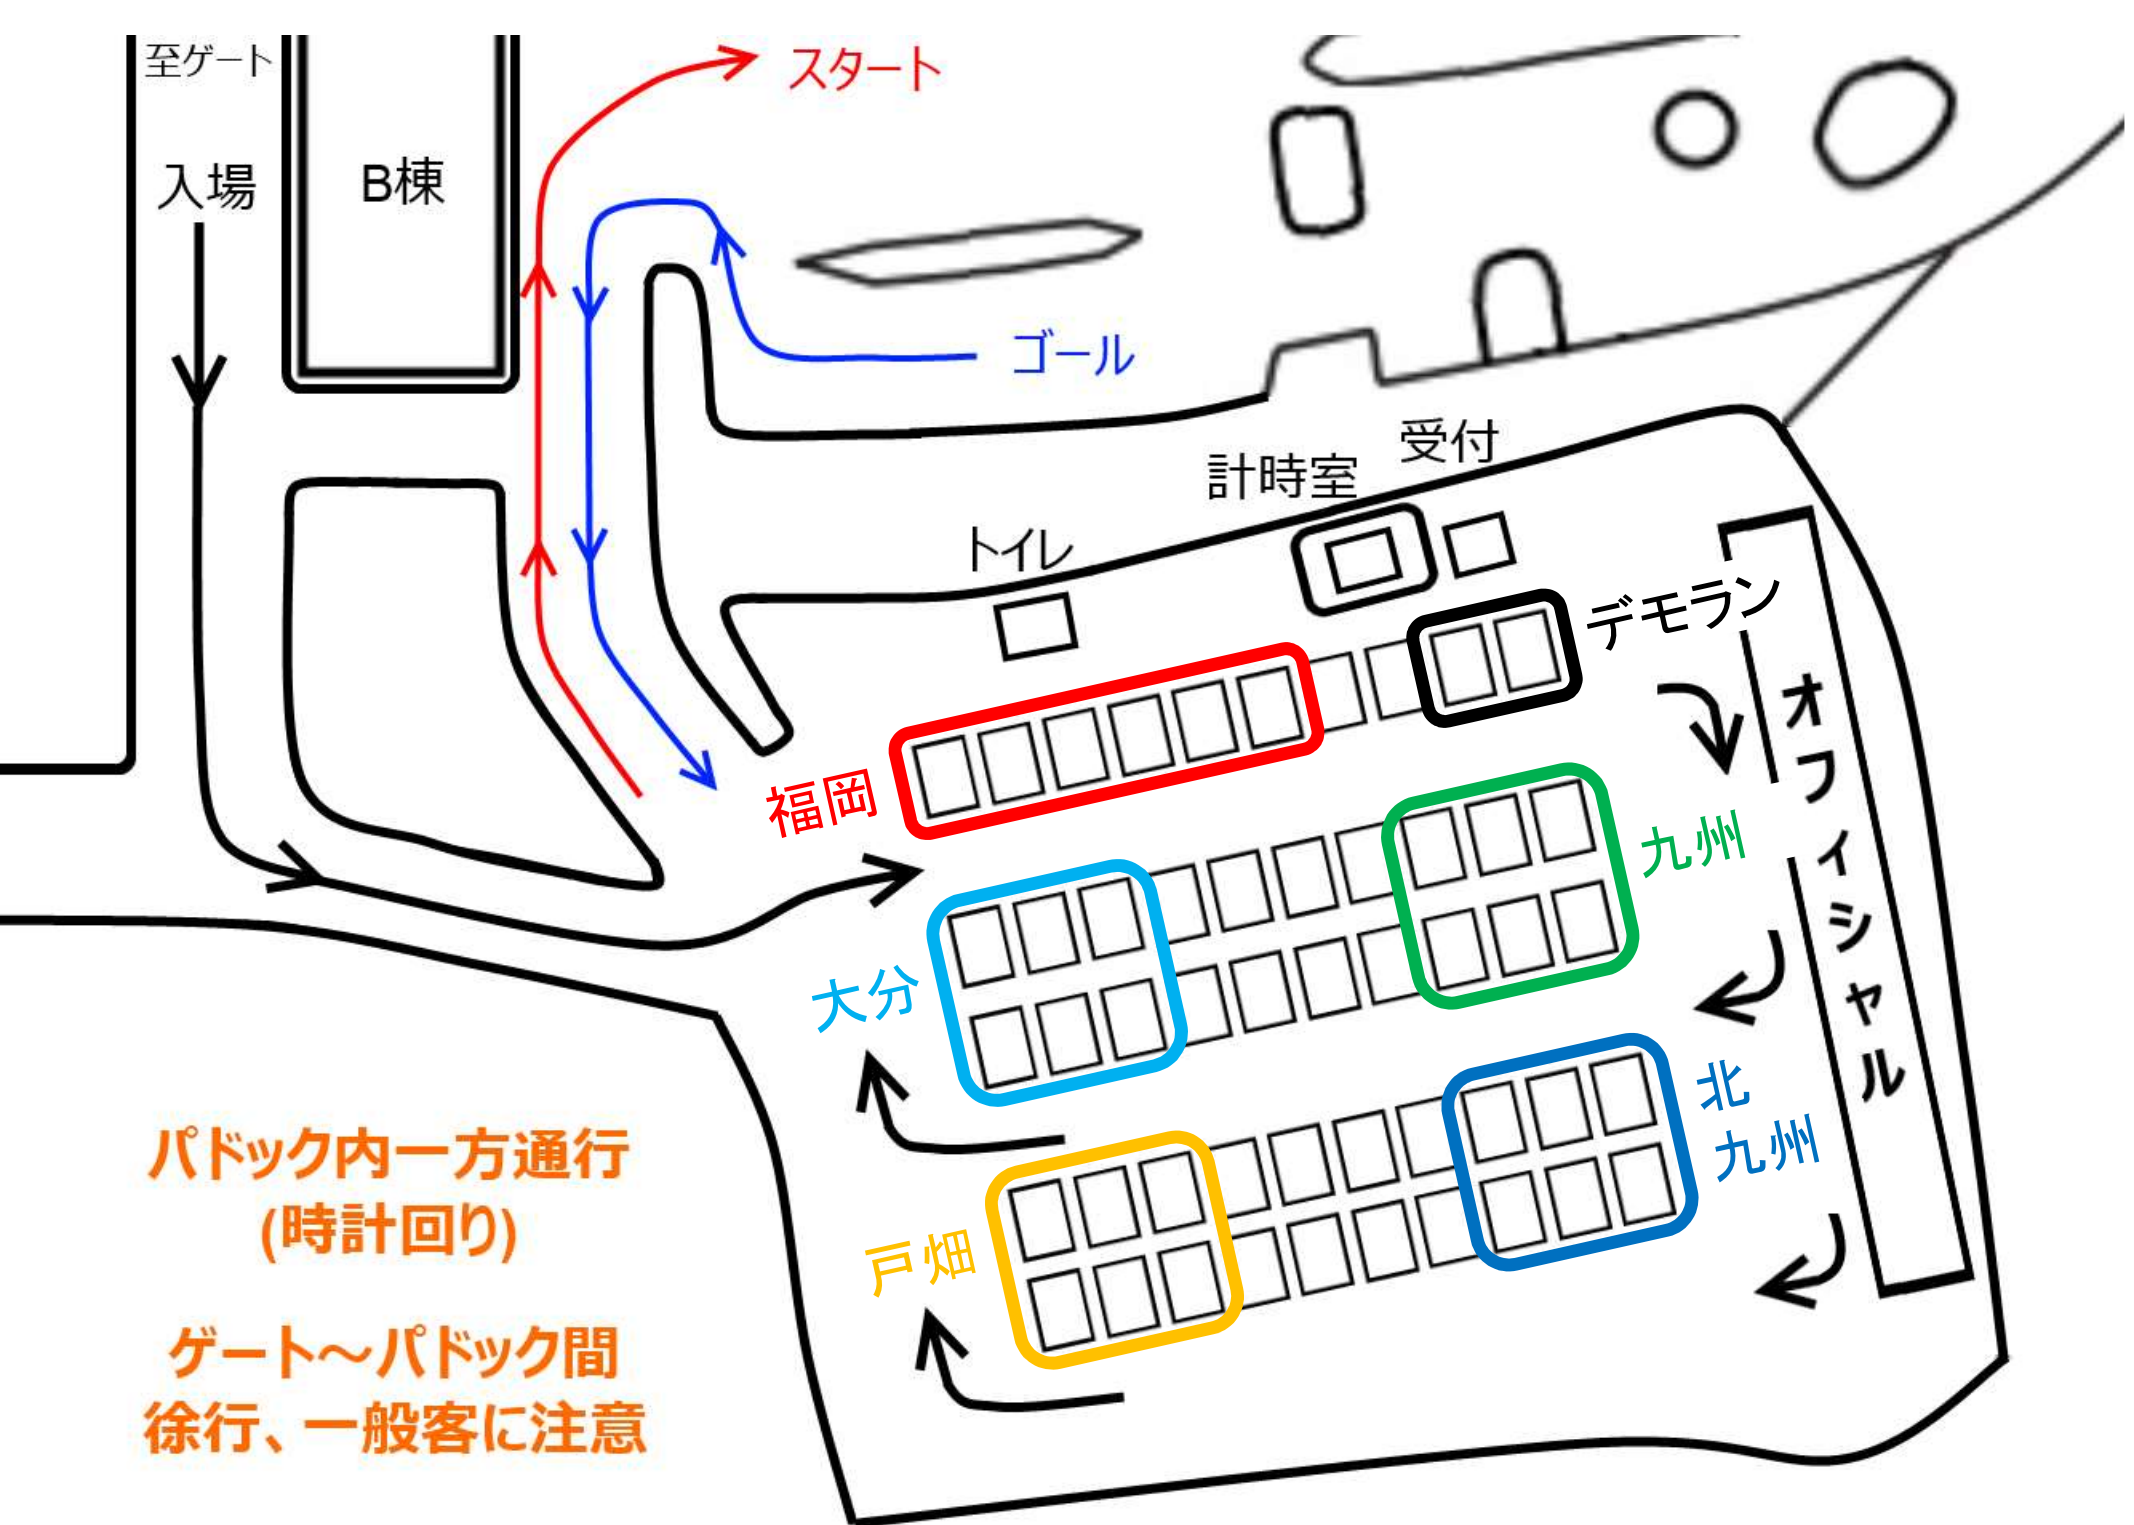 至ゲート
スタート
入場
B棟
ゴール
受付
計時室
トイレ
デモラン
オフィシャル
福岡
九州
大分
北
九州
戸畑
パドック内一方通行
(時計回り)
ゲート～パドック間
徐行、一般客に注意